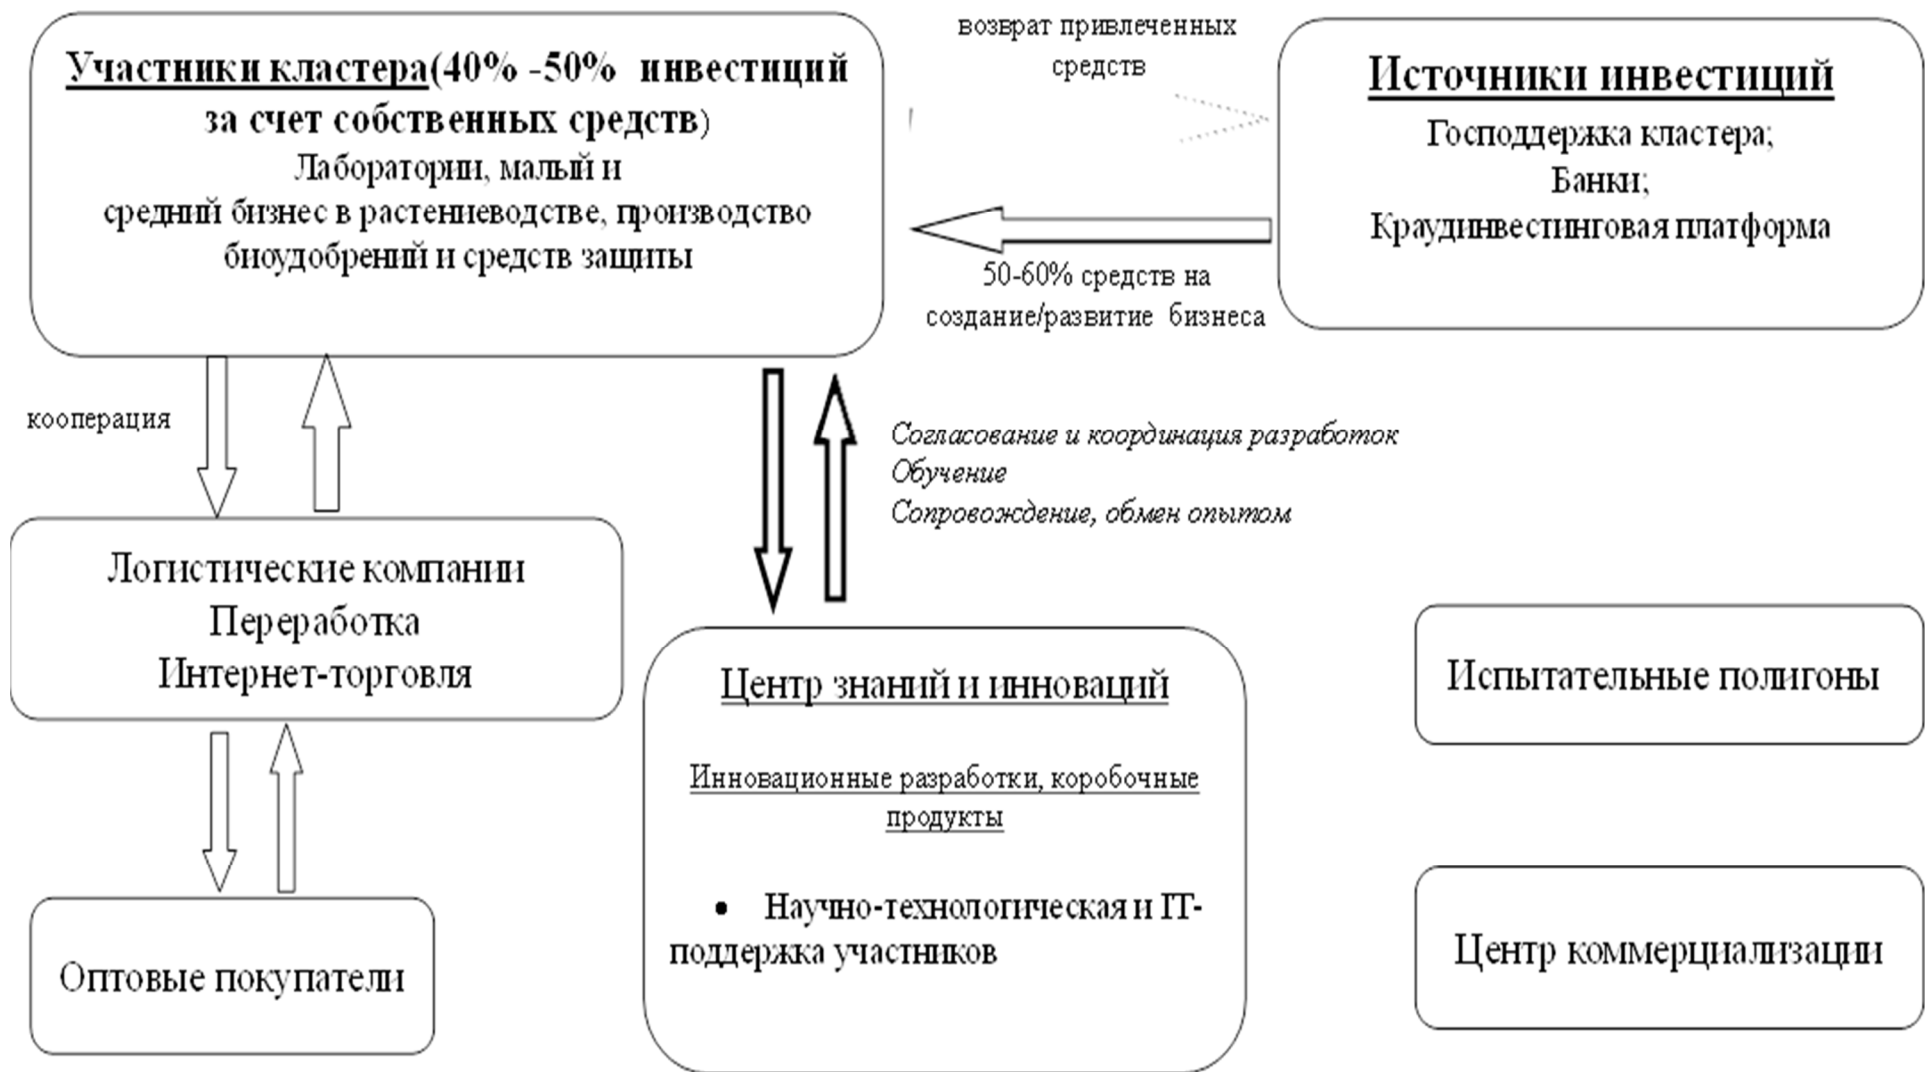 Участники кластера(40% -50% инвестиций
за счет собственных средств)
Лаборатории, малый и
средний бизнес в растениеводстве, производство
биоудобрений и средств защиты
возврат привлеченных
средств
Источники инвестиций
Господдержка кластера;
Банки;
Краудинвестинговая платформа
50-60% средств на
создание/развитие бизнеса
кооперация
Согласование и координация разработок
Обучение
Сопровождение, обмен опытом
Логистические компании
Переработка
Интернет-торговля
Центр знаний и инноваций
Инновационные разработки, коробочные
продукты
• Научно-технологическая и IT-
поддержка участников
Испытательные полигоны
Оптовые покупатели
Центр коммерциализации